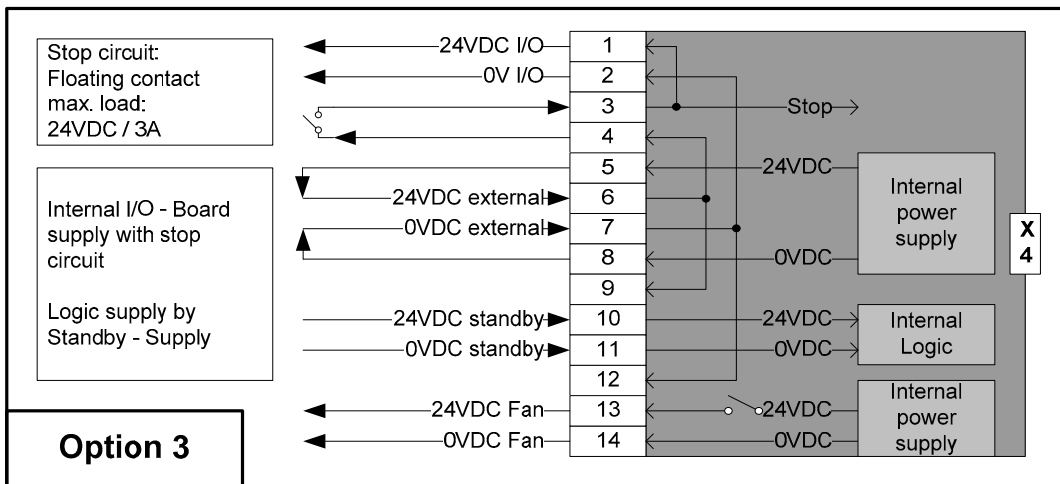 Stop circuit:
Floating contact
max. load:
24VDC / 3A
Internal I/O - Board
supply with stop
circuit
Logic supply by
Standby - Supply
Option 3
24VDC I/O
0V I/O
24VDC external
0VDC external
24VDC standby
0VDC standby
24VDC Fan
0VDC Fan
1
2
3
4
5
6
7
8
9
10
11
12
13
14
Stop
24VDC
0VDC
Internal
power
supply
24VDC
0VDC
Internal
Logic
24VDC
0VDC
Internal
power
supply
X
4